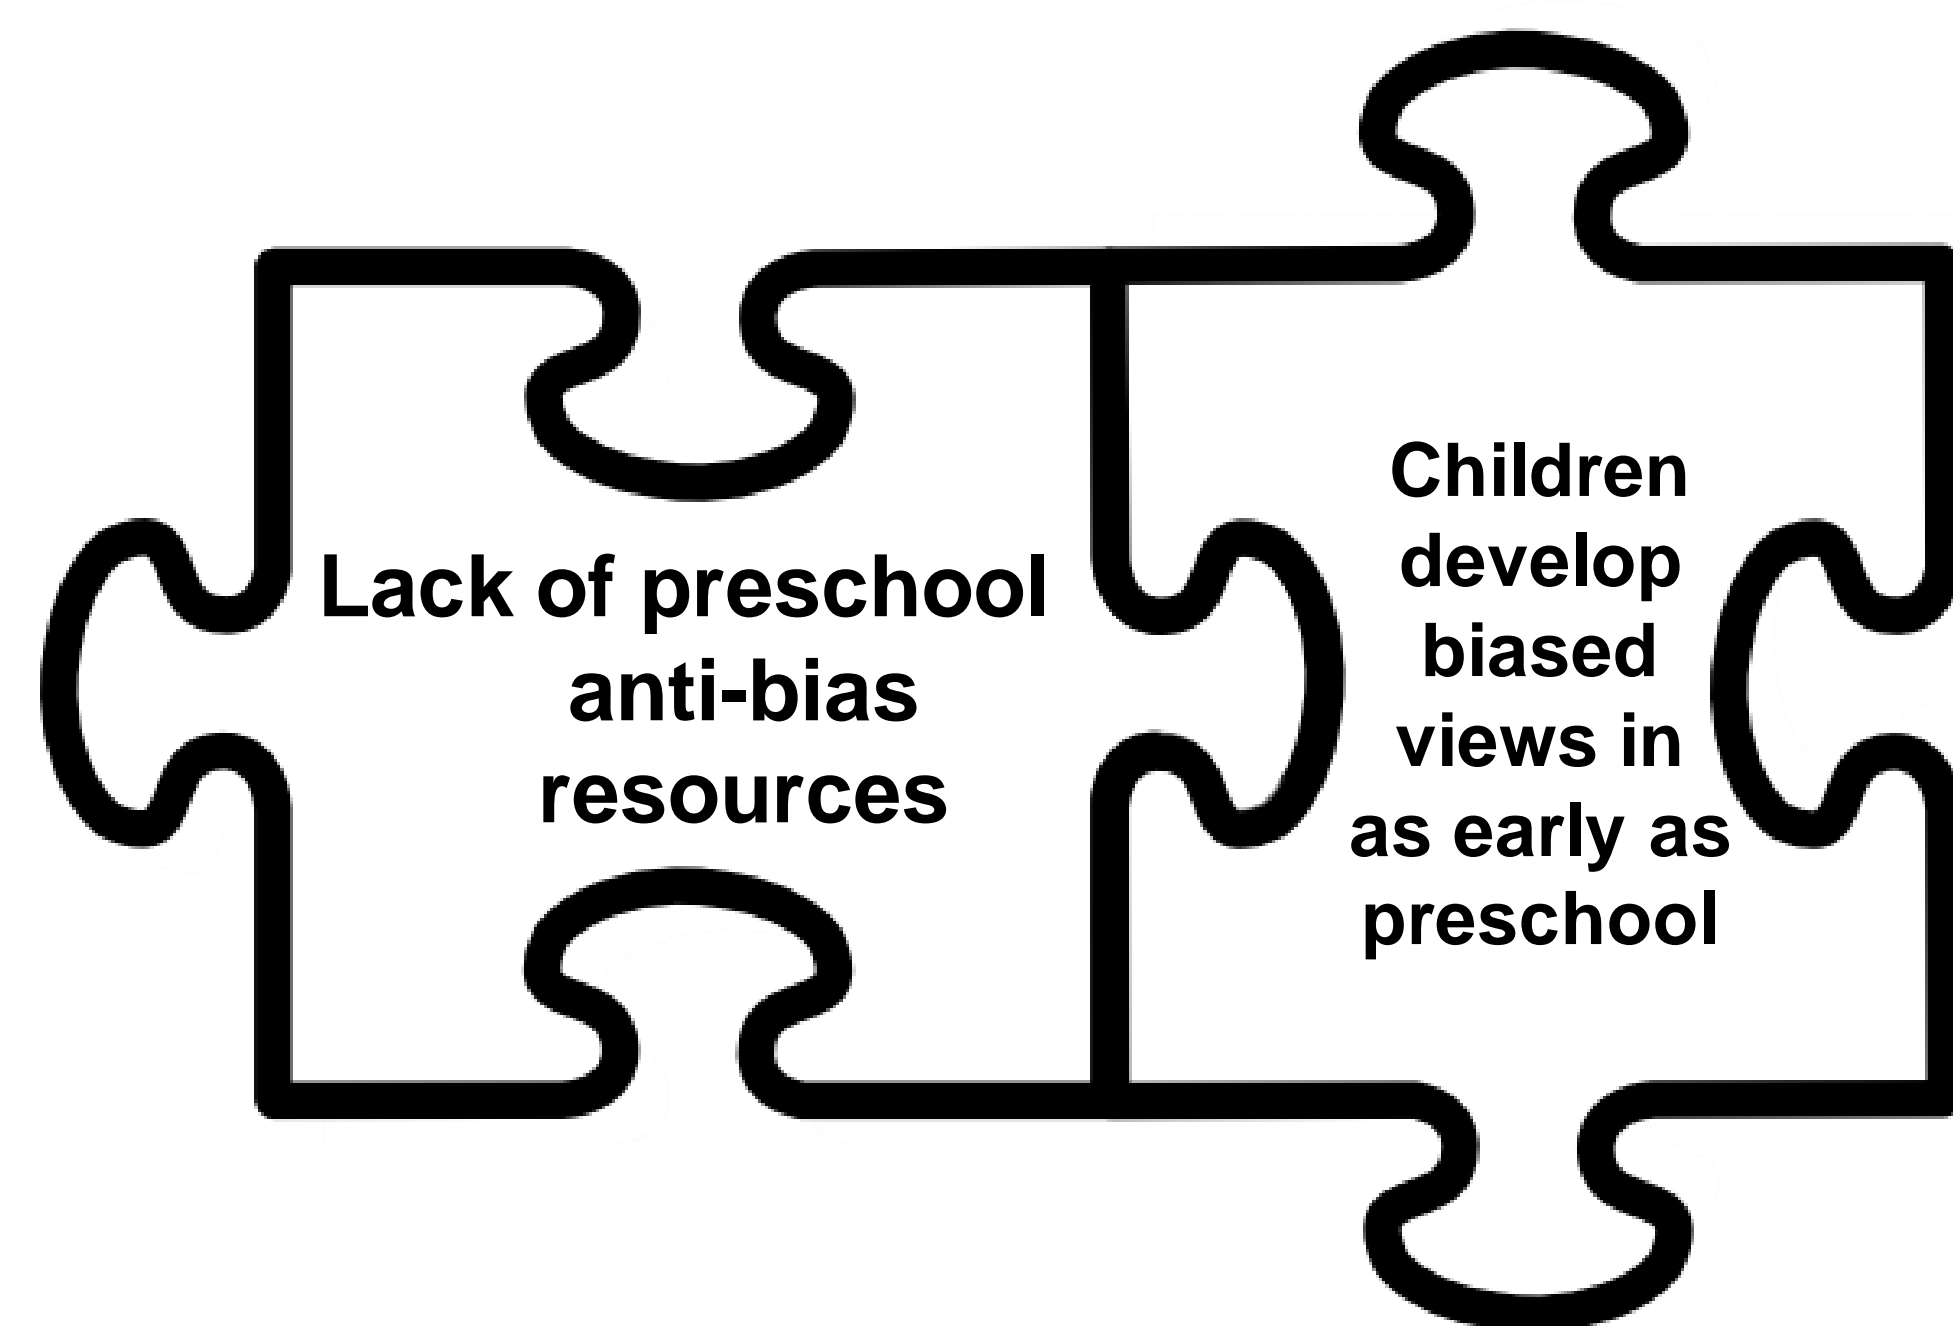 Lack of preschool
anti-bias
resources
Children
develop
biased
views in
as early as
preschool